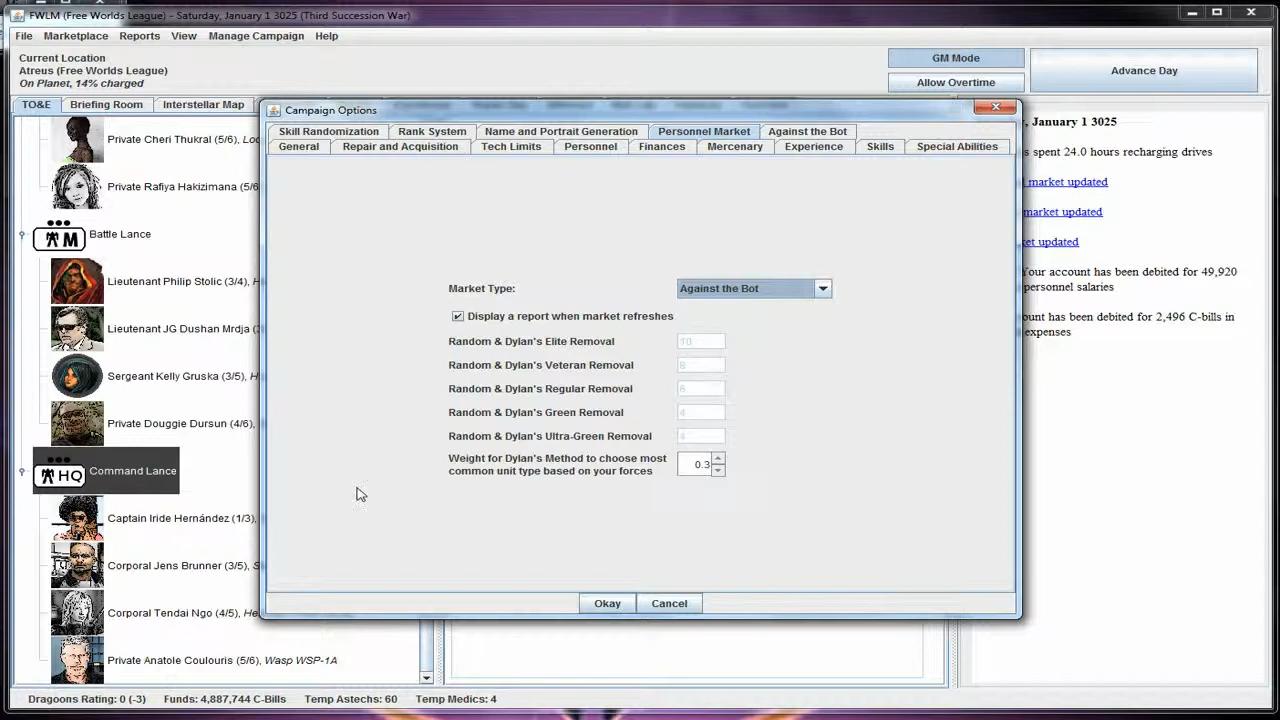 FWLM (Free Worlds League) - Saturday, January 1 3025 (Third Succession War)
File Marketplace Reports View Manage Campaign Help
Current Location
Atreus (Free Worlds League)
On Planet, 14% charged
GM Mode
Allow Overtime
Advance Day
TO&E Briefing Room Interstellar Map
Private Cheri Thukral (5/6), Loc
Private Rafiya Hakizimana (5/6
M Battle Lance
Lieutenant Philip Stolic (3/4), H
Lieutenant JG Dushan Mrdja (3
Sergeant Kelly Gruska (3/5), H
Private Douggie Dursun (4/6),
HQ Command Lance
Captain Iride Hernández (1/3),
Corporal Jens Brunner (3/5), S
Corporal Tendai Ngo (4/5), He
Private Anatole Coulouris (5/6), Wasp WSP-1A
Campaign Options
Skill Randomization Rank System Name and Portrait Generation Personnel Market Against the Bot
General Repair and Acquisition Tech Limits Personnel Finances Mercenary Experience Skills Special Abilities
Market Type: Against the Bot
Display a report when market refreshes
Random & Dylan's Elite Removal 10
Random & Dylan's Veteran Removal 8
Random & Dylan's Regular Removal 6
Random & Dylan's Green Removal 4
Random & Dylan's Ultra-Green Removal 4
Weight for Dylan's Method to choose most
common unit type based on your forces 0.3
Okay Cancel
, January 1 3025
s spent 24.0 hours recharging drives
market updated
market updated
ket updated
Your account has been debited for 49,920
personnel salaries
unt has been debited for 2,496 C-bills in
expenses
Dragoons Rating: 0 (-3) Funds: 4,887,744 C-Bills Temp Astechs: 60 Temp Medics: 4